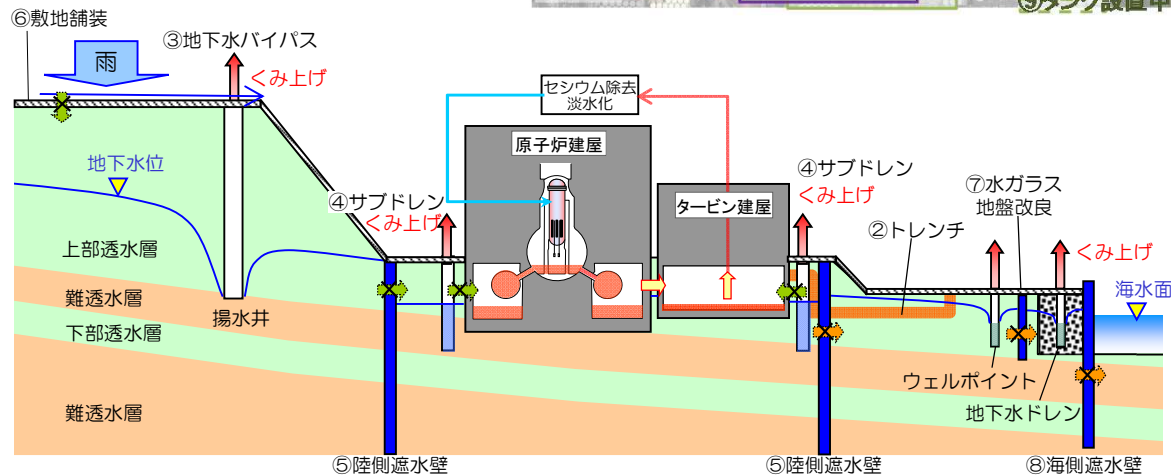 ⑨タンク設置中
⑥敷地舗装
③地下水バイパス
雨
くみ上げ
セシウム除去
淡水化
原子炉建屋
地下水位
④サブドレン
くみ上げ
④サブドレン
くみ上げ
タービン建屋
⑦水ガラス
地盤改良
②トレンチ
くみ上げ
上部透水層
海水面
難透水層
揚水井
下部透水層
ウェルポイント
地下水ドレン
難透水層
⑤陸側遮水壁
⑤陸側遮水壁
⑧海側遮水壁